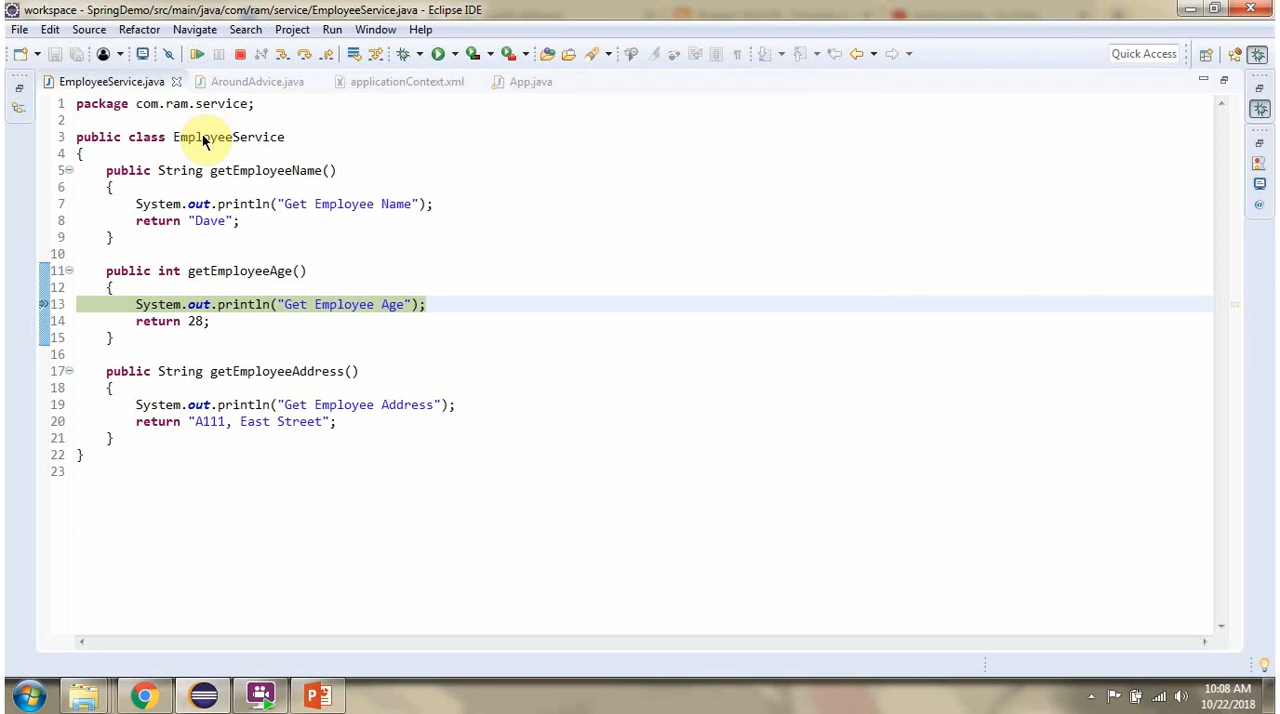 workspace - SpringDemo/src/main/java/com/ram/service/EmployeeService.java - Eclipse IDE
File Edit Source Refactor Navigate Search Project Run Window Help
Quick Access
EmployeeService.java AroundAdvice.java applicationContext.xml App.java
1 package com.ram.service;
2
3 public class EmployeeService
4 {
5 public String getEmployeeName()
6 {
7 System.out.println("Get Employee Name");
8 return "Dave";
9 }
10
11 public int getEmployeeAge()
12 {
13 System.out.println("Get Employee Age");
14 return 28;
15 }
16
17 public String getEmployeeAddress()
18 {
19 System.out.println("Get Employee Address");
20 return "A111, East Street";
21 }
22 }
23
10:08 AM
10/22/2018